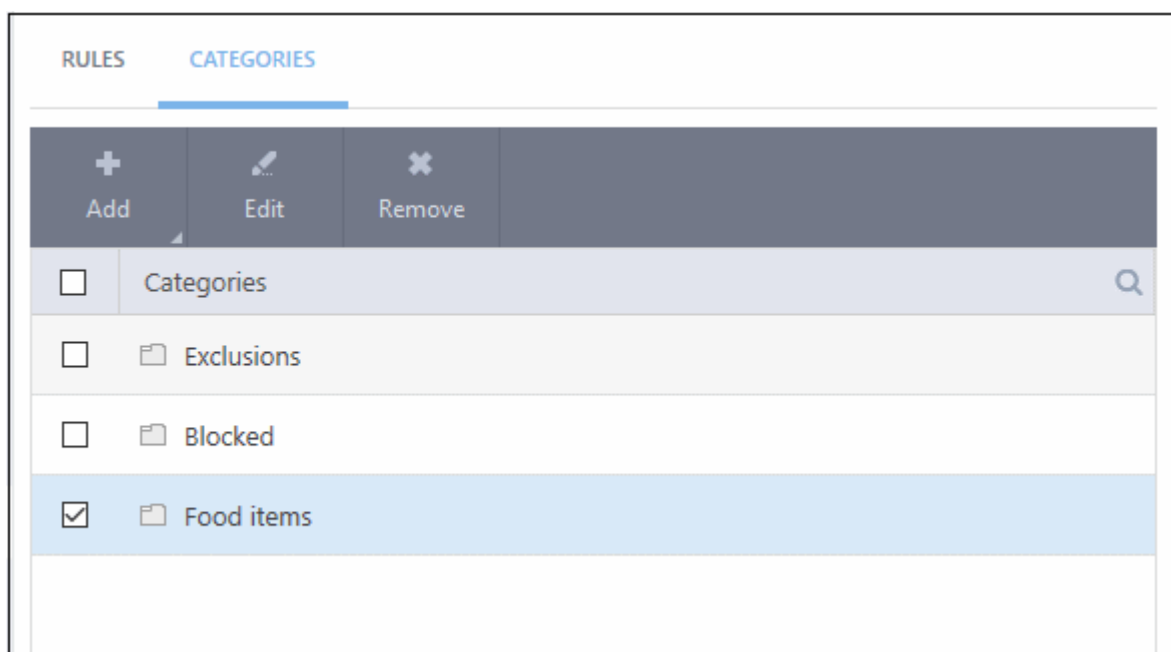 RULES CATEGORIES
Add Edit Remove
Categories
Exclusions
Blocked
Food items